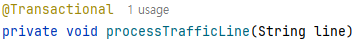 @Transactional 1 usage
private void processTrafficLine(String line)